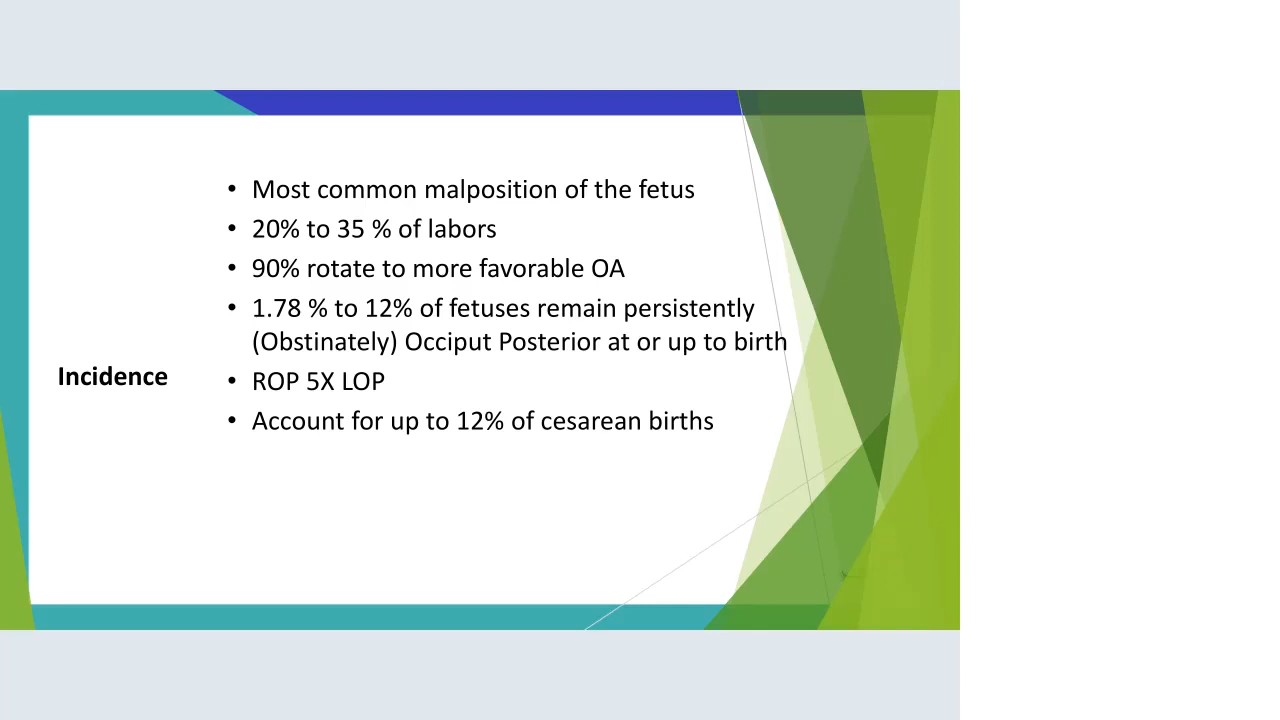 Incidence
• Most common malposition of the fetus
• 20% to 35 % of labors
• 90% rotate to more favorable OA
• 1.78 % to 12% of fetuses remain persistently
(Obstinately) Occiput Posterior at or up to birth
• ROP 5X LOP
• Account for up to 12% of cesarean births